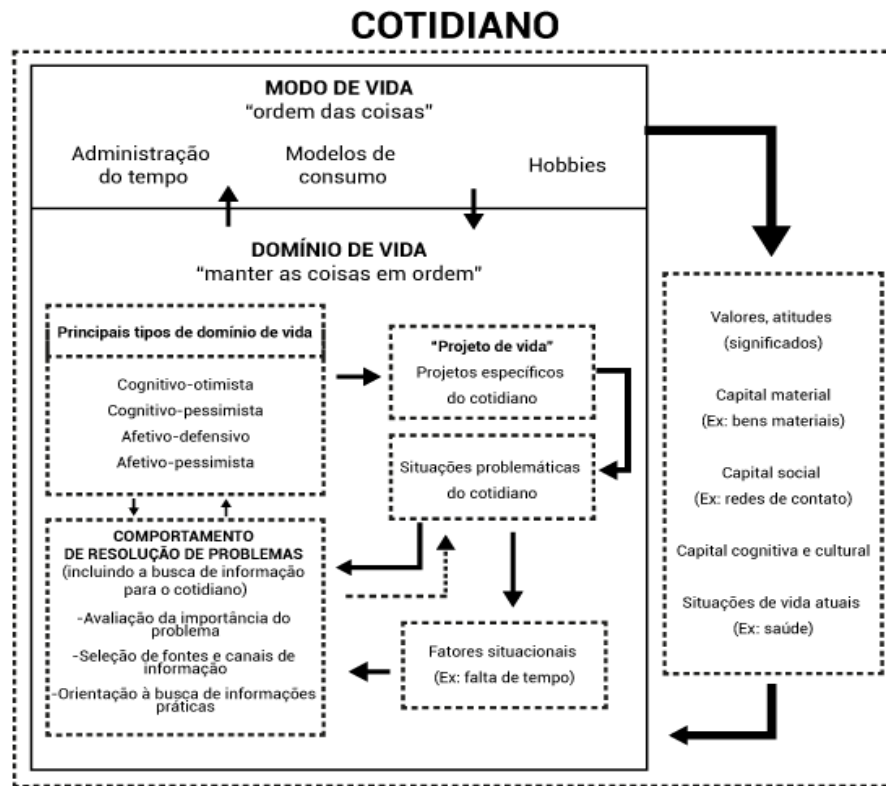 COTIDIANO
MODO DE VIDA
"ordem das coisas"
Administração
do tempo
Modelos de
consumo
Hobbies
DOMÍNIO DE VIDA
"manter as coisas em ordem"
Principais tipos de domínio de vida
Cognitivo-otimista
Cognitivo-pessimista
Afetivo-defensivo
Afetivo-pessimista
"Projeto de vida"
Projetos específicos
do cotidiano
Situações problemáticas
do cotidiano
COMPORTAMENTO
DE RESOLUÇÃO DE PROBLEMAS
(incluindo a busca de informação
para o cotidiano)
-Avaliação da importância do
problema
-Seleção de fontes e canais de
informação
-Orientação à busca de informações
práticas
Fatores situacionais
(Ex: falta de tempo)
Valores, atitudes
(significados)
Capital material
(Ex: bens materiais)
Capital social
(Ex: redes de contato)
Capital cognitiva e cultural
Situações de vida atuais
(Ex: saúde)